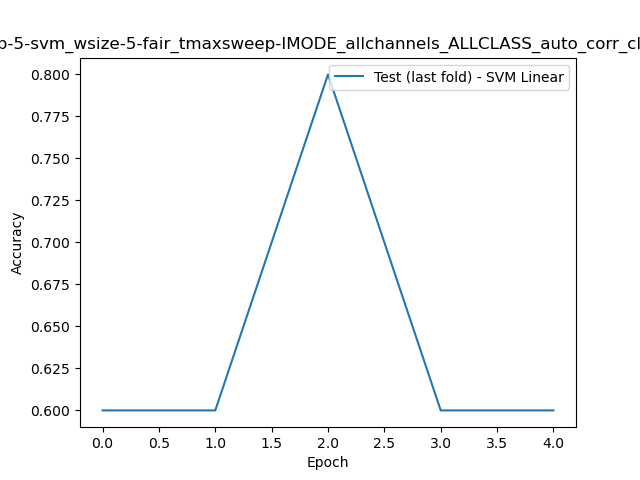 p-5-svm_wsize-5-fair_tmaxsweep-IMODE_allchannels_ALLCLASS_auto_corr_cl
Test (last fold) - SVM Linear
0.800
0.775
0.750
0.725
0.700
0.675
0.650
0.625
0.600
Accuracy
0.0 0.5 1.0 1.5 2.0 2.5 3.0 3.5 4.0
Epoch